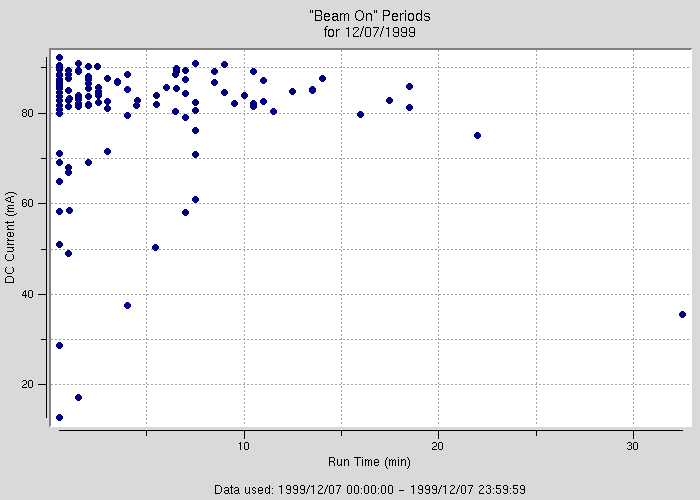 "Beam On" Periods
for 12/07/1999
DC Current (mA)
80
60
40
20
10
20
30
Run Time (min)
Data used: 1999/12/07 00:00:00 - 1999/12/07 23:59:59